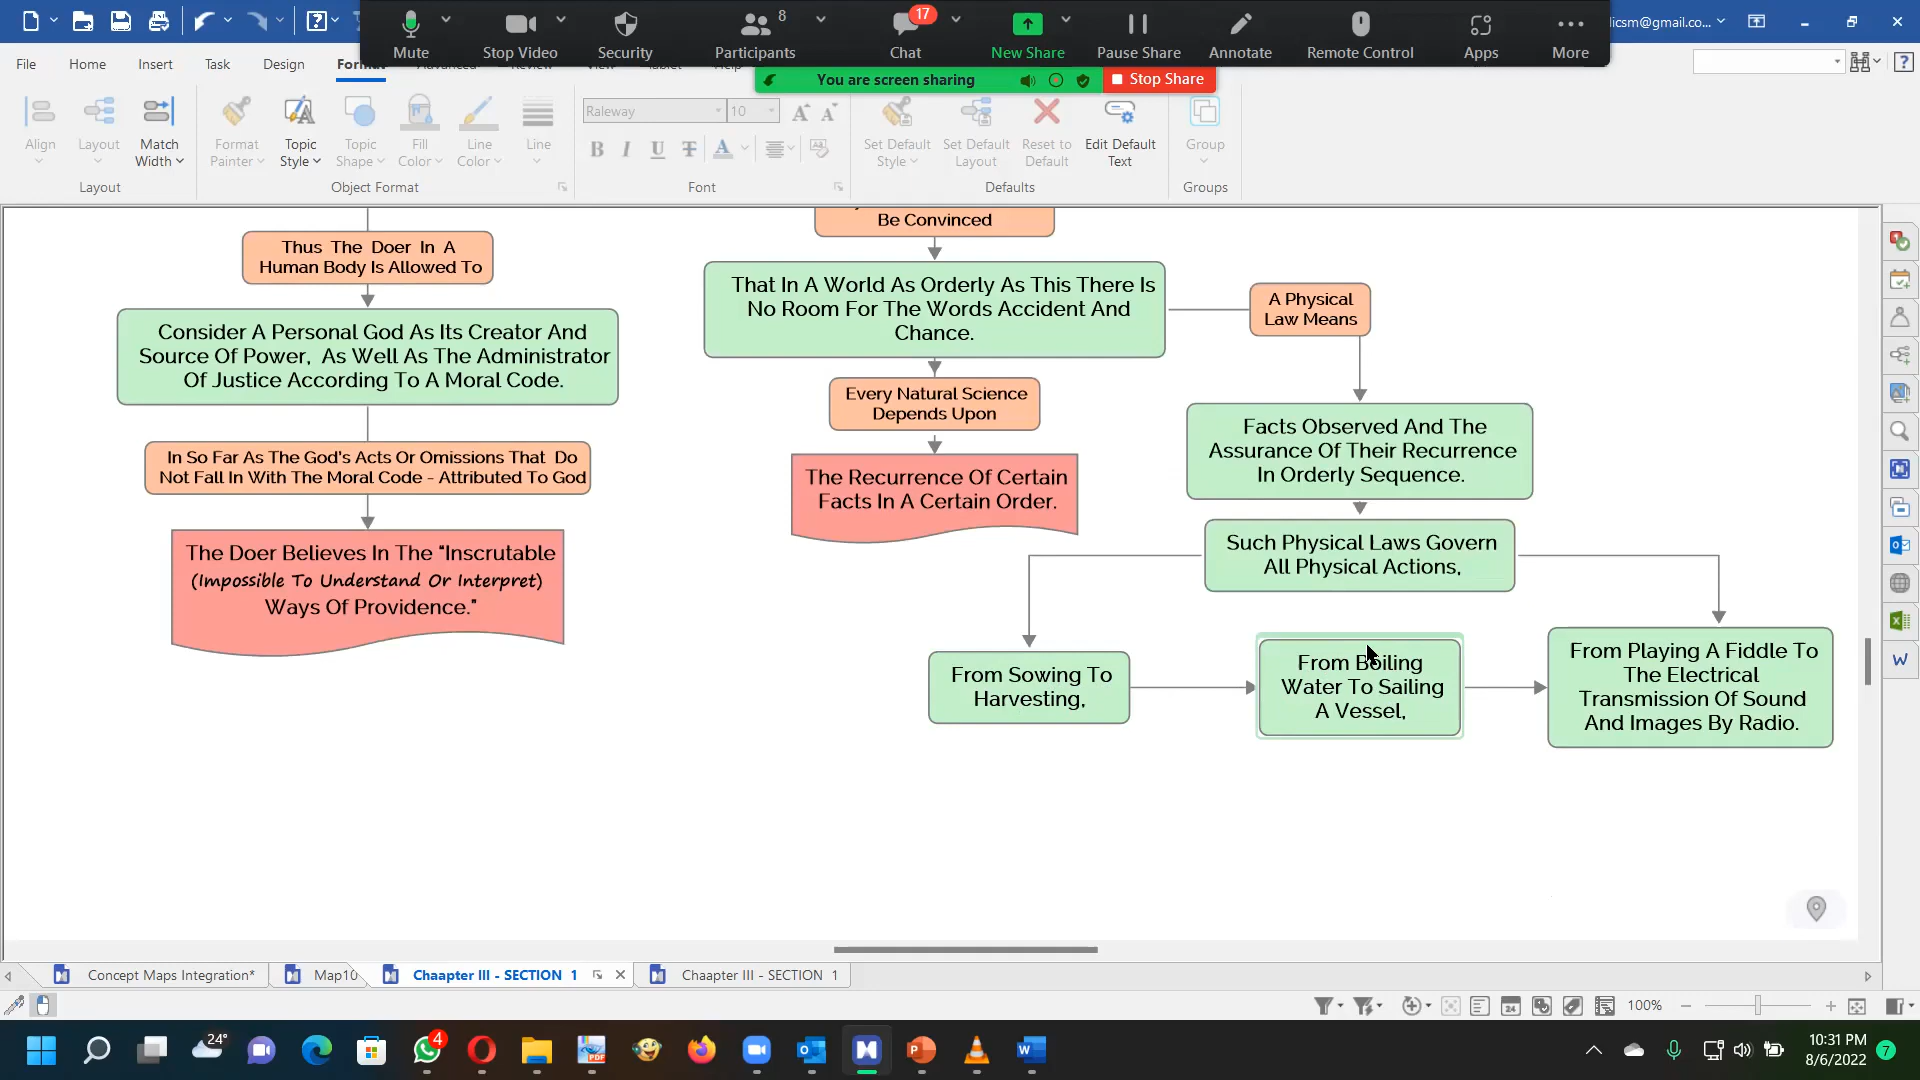 17
8
Mute
Stop Video
Security
Participants
Chat
New Share
Pause Share
Annotate
Remote Control
Apps
More
licsm@gmail.co...
You are screen sharing
Stop Share
File
Home
Insert
Task
Design
Format
Align
Layout
Match
Width
Layout
Format
Painter
Topic
Style
Topic
Shape
Fill
Color
Line
Color
Line
Object Format
Raleway
10
Font
Set Default
Style
Set Default
Layout
Reset to
Default
Edit Default
Text
Defaults
Group
Groups
Thus The Doer In A
Human Body Is Allowed To
Consider A Personal God As Its Creator And
Source Of Power, As Well As The Administrator
Of Justice According To A Moral Code.
In So Far As The God's Acts Or Omissions That Do
Not Fall In With The Moral Code - Attributed To God
The Doer Believes In The "Inscrutable
(Impossible To Understand Or Interpret)
Ways Of Providence."
Be Convinced
That In A World As Orderly As This There Is
No Room For The Words Accident And
Chance.
Every Natural Science
Depends Upon
The Recurrence Of Certain
Facts In A Certain Order.
A Physical
Law Means
Facts Observed And The
Assurance Of Their Recurrence
In Orderly Sequence.
Such Physical Laws Govern
All Physical Actions,
From Sowing To
Harvesting,
From Boiling
Water To Sailing
A Vessel,
From Playing A Fiddle To
The Electrical
Transmission Of Sound
And Images By Radio.
Concept Maps Integration*
Map10
Chaapter III - SECTION 1
Chaapter III - SECTION 1
100%
24°
4
10:31 PM
8/6/2022
7